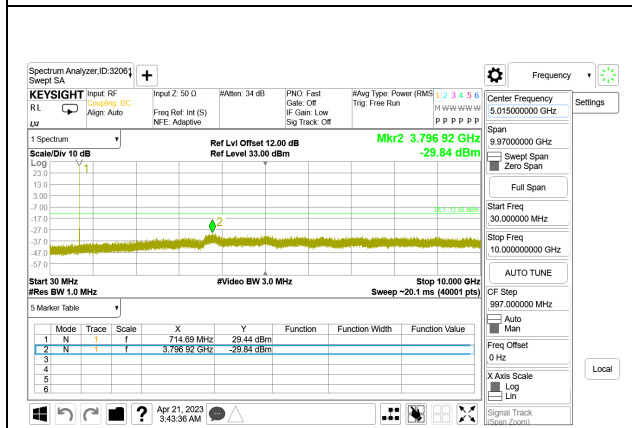 Spectrum Analyzer,ID:32061
Swept SA
+
Frequency
KEYSIGHT
RL
Input: RF
Coupling: DC
Align: Auto
Input Z: 50 Ω
Freq Ref: Int (S)
NFE: Adaptive
#Atten: 34 dB
PNO: Fast
Gate: Off
IF Gain: Low
Sig Track: Off
#Avg Type: Power (RMS
Trig: Free Run
1 2 3 4 5 6
M W W W W W
P P P P P P
Center Frequency
5.015000000 GHz
Settings
1 Spectrum
Scale/Div 10 dB
Ref Lvl Offset 12.00 dB
Ref Level 33.00 dBm
Mkr2 3.796 92 GHz
-29.84 dBm
Span
9.97000000 GHz
Swept Span
Zero Span
Log
23.0
13.0
3.00
-7.00
-17.0
-27.0
-37.0
-47.0
-57.0
1
2
DL1 -13.00 dBm
Full Span
Start Freq
30.000000 MHz
Stop Freq
10.000000000 GHz
AUTO TUNE
Start 30 MHz
#Res BW 1.0 MHz
#Video BW 3.0 MHz
Stop 10.000 GHz
Sweep ~20.1 ms (40001 pts)
CF Step
997.000000 MHz
Auto
Man
5 Marker Table
Mode Trace Scale X Y Function Function Width Function Value
1 N 1 f 714.69 MHz 29.44 dBm
2 N 1 f 3.796 92 GHz -29.84 dBm
3
4
5
6
Freq Offset
0 Hz
X Axis Scale
Log
Lin
Local
Signal Track
(Span Zoom)
?
Apr 21, 2023
3:43:36 AM